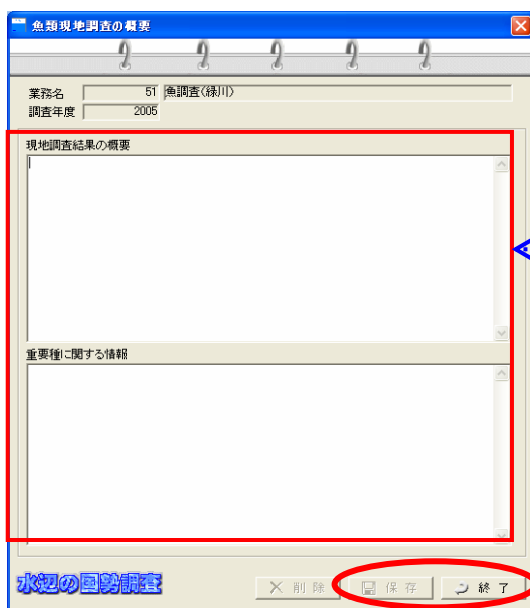 魚類現地調査の概要
業務名 51 魚調査(緑川)
調査年度 2005
現地調査結果の概要
重要種に関する情報
水辺の国勢調査
削除 保存 終了